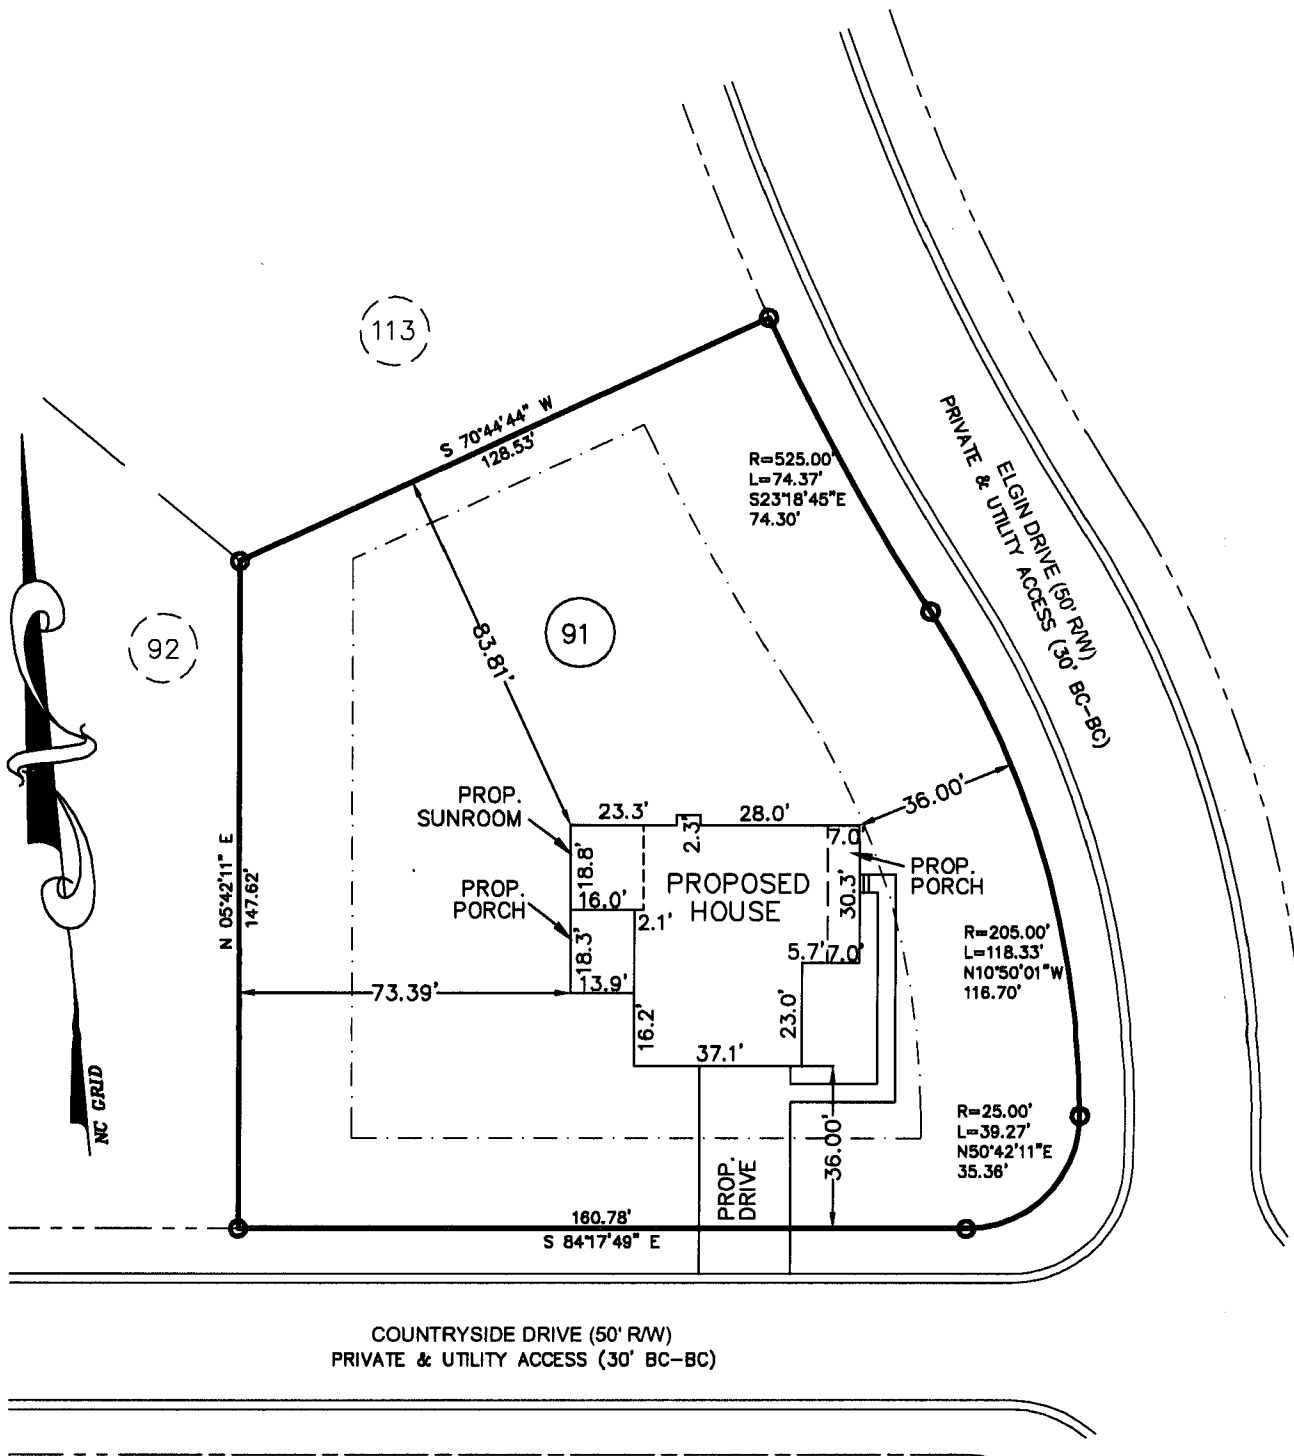 113
S 70°44'44" W
128.53'
R=525.00'
L=74.37'
S23°18'45"E
74.30'
ELGIN DRIVE (50' R/W)
PRIVATE & UTILITY ACCESS (30' BC-BC)
92
91
83.81'
36.00'
N 05°42'11" E
147.62'
PROP.
SUNROOM
23.3'
2.3'
28.0'
7.0'
18.8'
PROP.
PORCH
16.0'
2.1'
PROPOSED
HOUSE
30.3'
PROP.
PORCH
18.3'
13.9'
5.7'
7.0'
73.39'
16.2'
23.0'
37.1'
R=205.00'
L=118.33'
N10°50'01"W
116.70'
NC GRID
R=25.00'
L=39.27'
N50°42'11"E
35.36'
PROP.
DRIVE
36.00'
160.78'
S 84°17'49" E
COUNTRYSIDE DRIVE (50' R/W)
PRIVATE & UTILITY ACCESS (30' BC-BC)